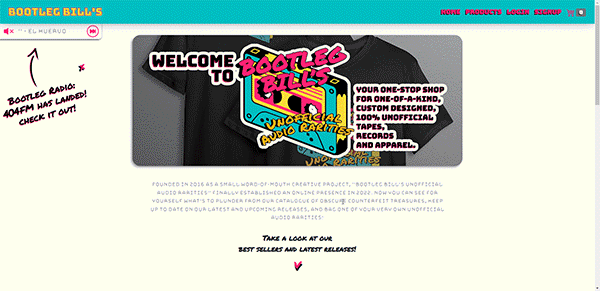 BOOTLEG BILL'S
HOME PRODUCTS LOGIN SIGNUP
"" - EL HUERVO
BOOTLEG RADIO:
404FM HAS LANDED!
CHECK IT OUT!
WELCOME
TO
BOOTLEG
BILL'S
UNOFFICIAL
AUDIO RARITIES
YOUR ONE-STOP SHOP
FOR ONE-OF-A-KIND,
CUSTOM DESIGNED,
100% UNOFFICIAL
TAPES,
RECORDS
AND APPAREL.
AUDIO RARITIES
FOUNDED IN 2016 AS A SMALL WORD-OF-MOUTH CREATIVE PROJECT, "BOOTLEG BILL'S UNOFFICIAL
AUDIO RARITIES" FINALLY ESTABLISHED AN ONLINE PRESENCE IN 2022. NOW YOU CAN SEE FOR
YOURSELF WHAT'S TO PLUNDER FROM OUR CATALOGUE OF OBSCURE COUNTERFEIT TREASURES, KEEP
UP TO DATE ON OUR LATEST AND UPCOMING RELEASES, AND BAG ONE OF YOUR VERY OWN UNOFFICIAL
AUDIO RARITIES!
TAKE A LOOK AT OUR
BEST SELLERS AND LATEST RELEASES!